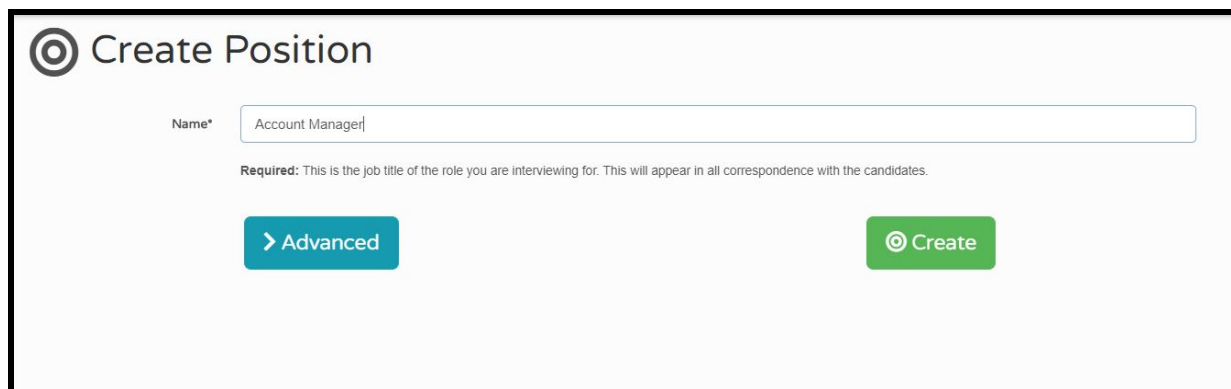 Create Position
Name*
Account Manager
Required: This is the job title of the role you are interviewing for. This will appear in all correspondence with the candidates.
Advanced
Create